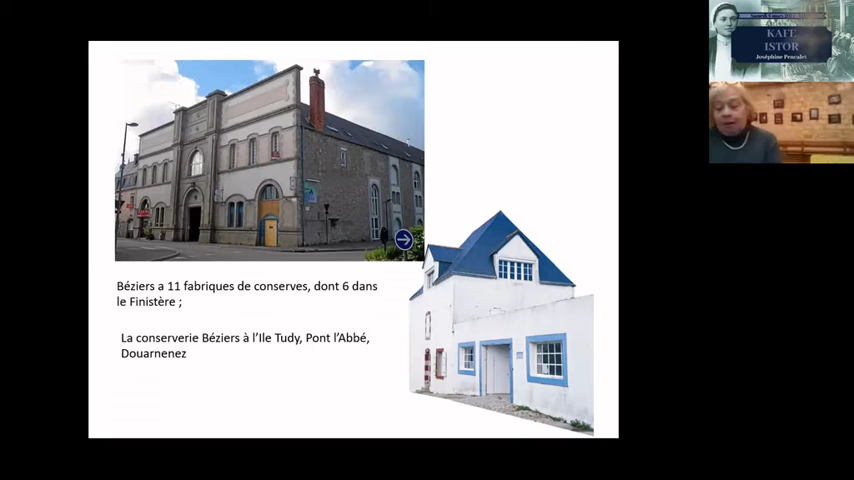 KAFE
ISTOR
Joséphine Pencalet
Béziers a 11 fabriques de conserves, dont 6 dans
le Finistère ;
La conserverie Béziers à l'Ile Tudy, Pont l'Abbé,
Douarnenez